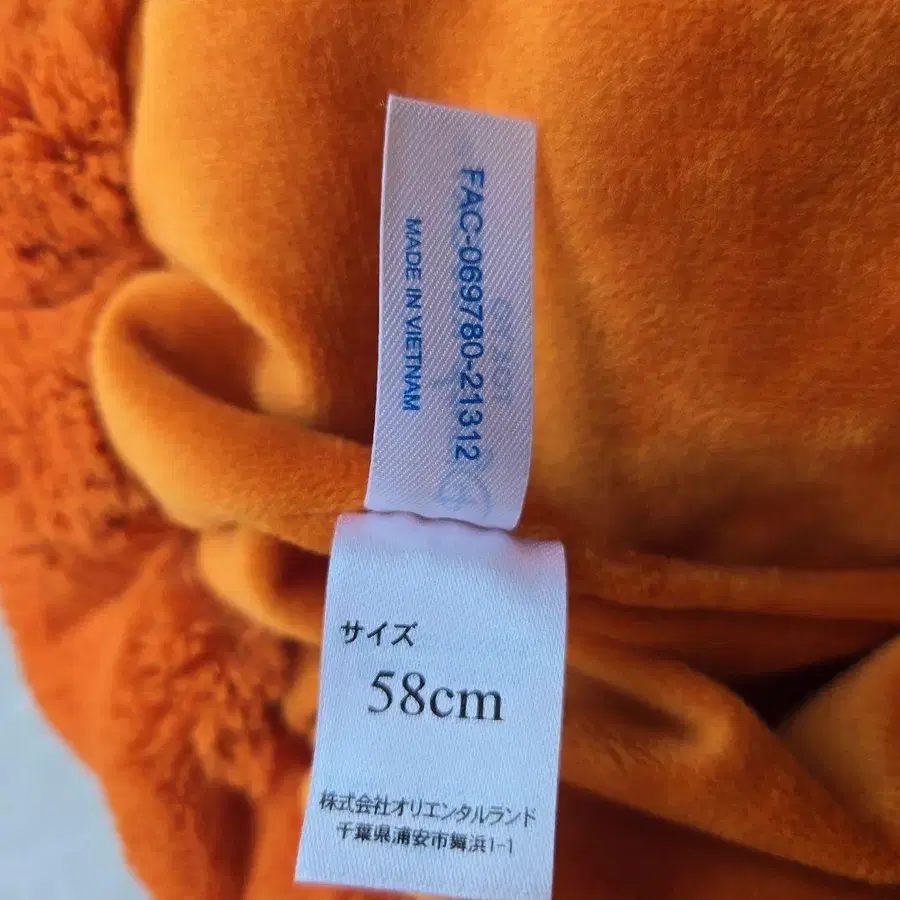 FAC-069780-21312
MADE IN VIETNAM
サイズ
58cm
株式会社オリエンタルランド
千葉県浦安市舞浜1-1